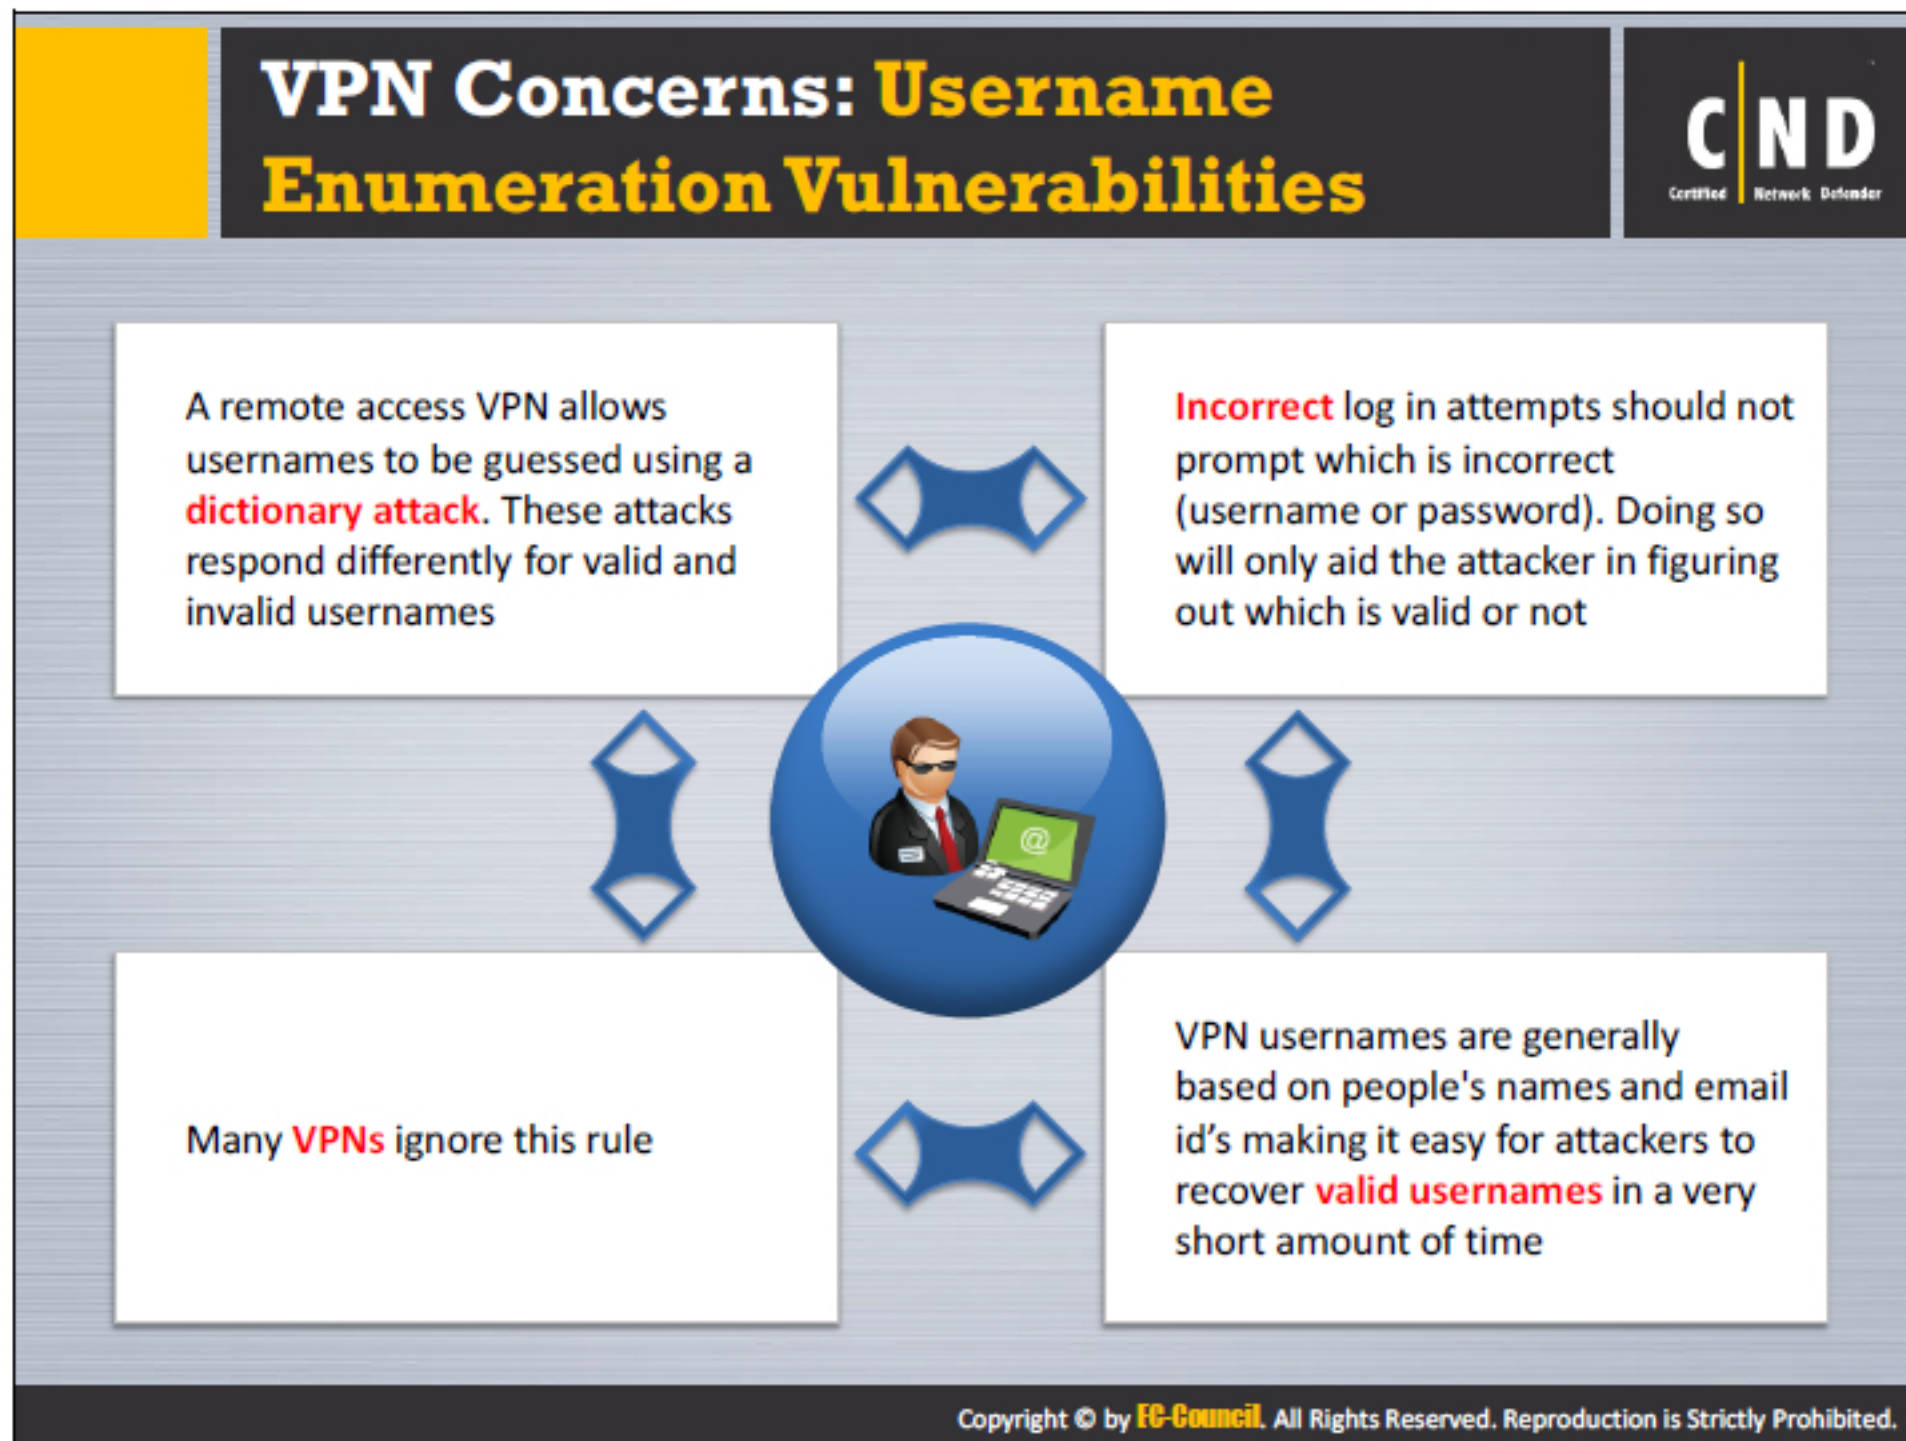 VPN Concerns: Username
Enumeration Vulnerabilities
C|ND
Certified Network Defender
A remote access VPN allows
usernames to be guessed using a
dictionary attack. These attacks
respond differently for valid and
invalid usernames
Incorrect log in attempts should not
prompt which is incorrect
(username or password). Doing so
will only aid the attacker in figuring
out which is valid or not
@
Many VPNs ignore this rule
VPN usernames are generally
based on people's names and email
id’s making it easy for attackers to
recover valid usernames in a very
short amount of time
Copyright © by EC-Council. All Rights Reserved. Reproduction is Strictly Prohibited.